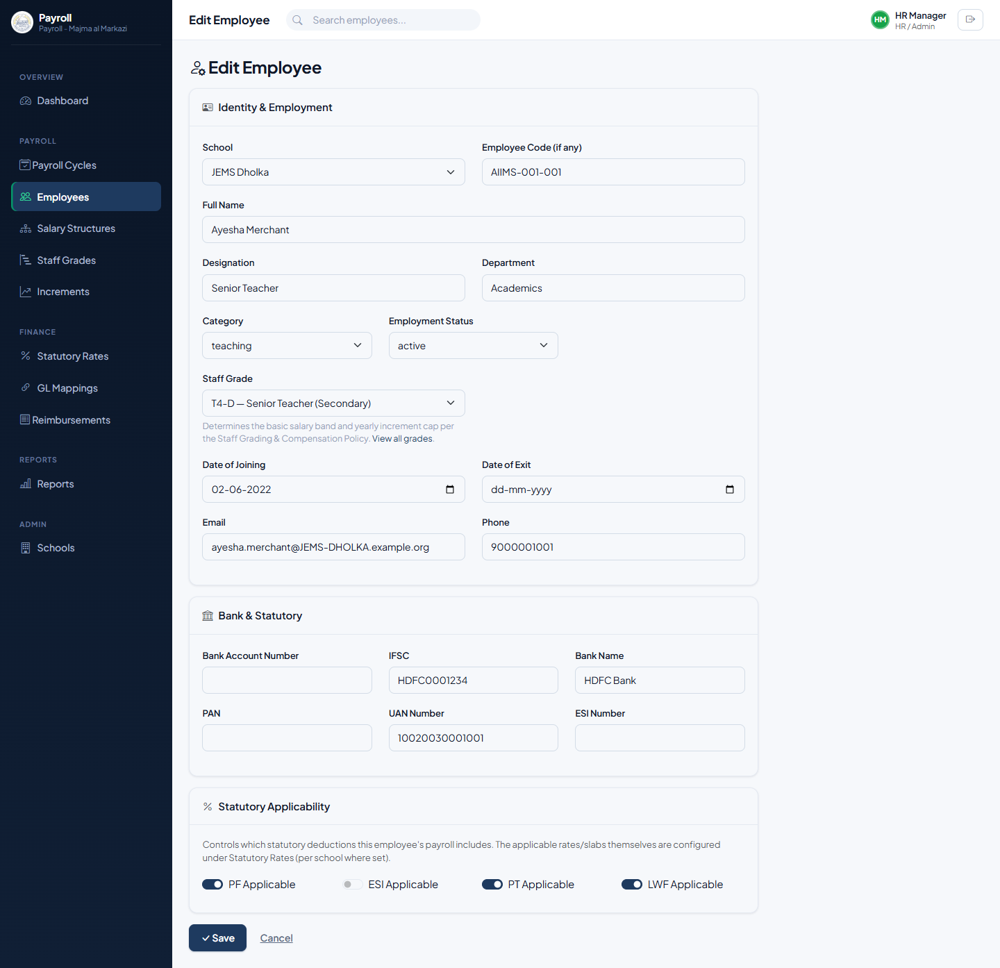 Payroll
Payroll - Majma al Markazi
Edit Employee
Search employees...
HM
HR Manager
HR / Admin
OVERVIEW
Dashboard
PAYROLL
Payroll Cycles
Employees
Salary Structures
Staff Grades
Increments
FINANCE
Statutory Rates
GL Mappings
Reimbursements
REPORTS
Reports
ADMIN
Schools
Edit Employee
Identity & Employment
School
Employee Code (if any)
JEMS Dholka
AIIMS-001-001
Full Name
Ayesha Merchant
Designation
Department
Senior Teacher
Academics
Category
Employment Status
teaching
active
Staff Grade
T4-D — Senior Teacher (Secondary)
Determines the basic salary band and yearly increment cap per
the Staff Grading & Compensation Policy. View all grades.
Date of Joining
Date of Exit
02-06-2022
dd-mm-yyyy
Email
Phone
ayesha.merchant@JEMS-DHOLKA.example.org
9000001001
Bank & Statutory
Bank Account Number
IFSC
Bank Name
HDFC0001234
HDFC Bank
PAN
UAN Number
ESI Number
10020030001001
Statutory Applicability
Controls which statutory deductions this employee's payroll includes. The applicable rates/slabs themselves are configured
under Statutory Rates (per school where set).
PF Applicable
ESI Applicable
PT Applicable
LWF Applicable
Save
Cancel